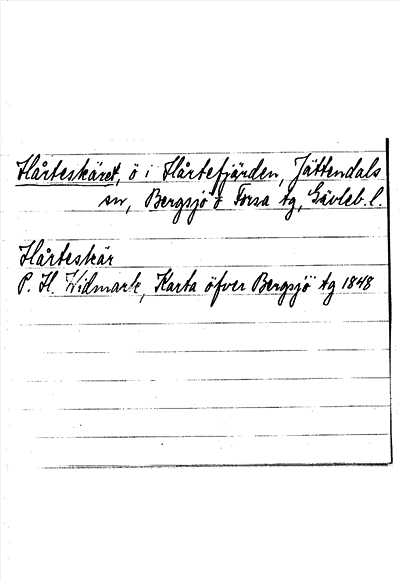 Hårteskäret, ö i Hårtefjärden, Jättendals
sn, Bergsjö o Forsa tg, Gävleb. l.
Hårteskär
P. H. Widmark, Karta öfver Bergsjö tg 1848